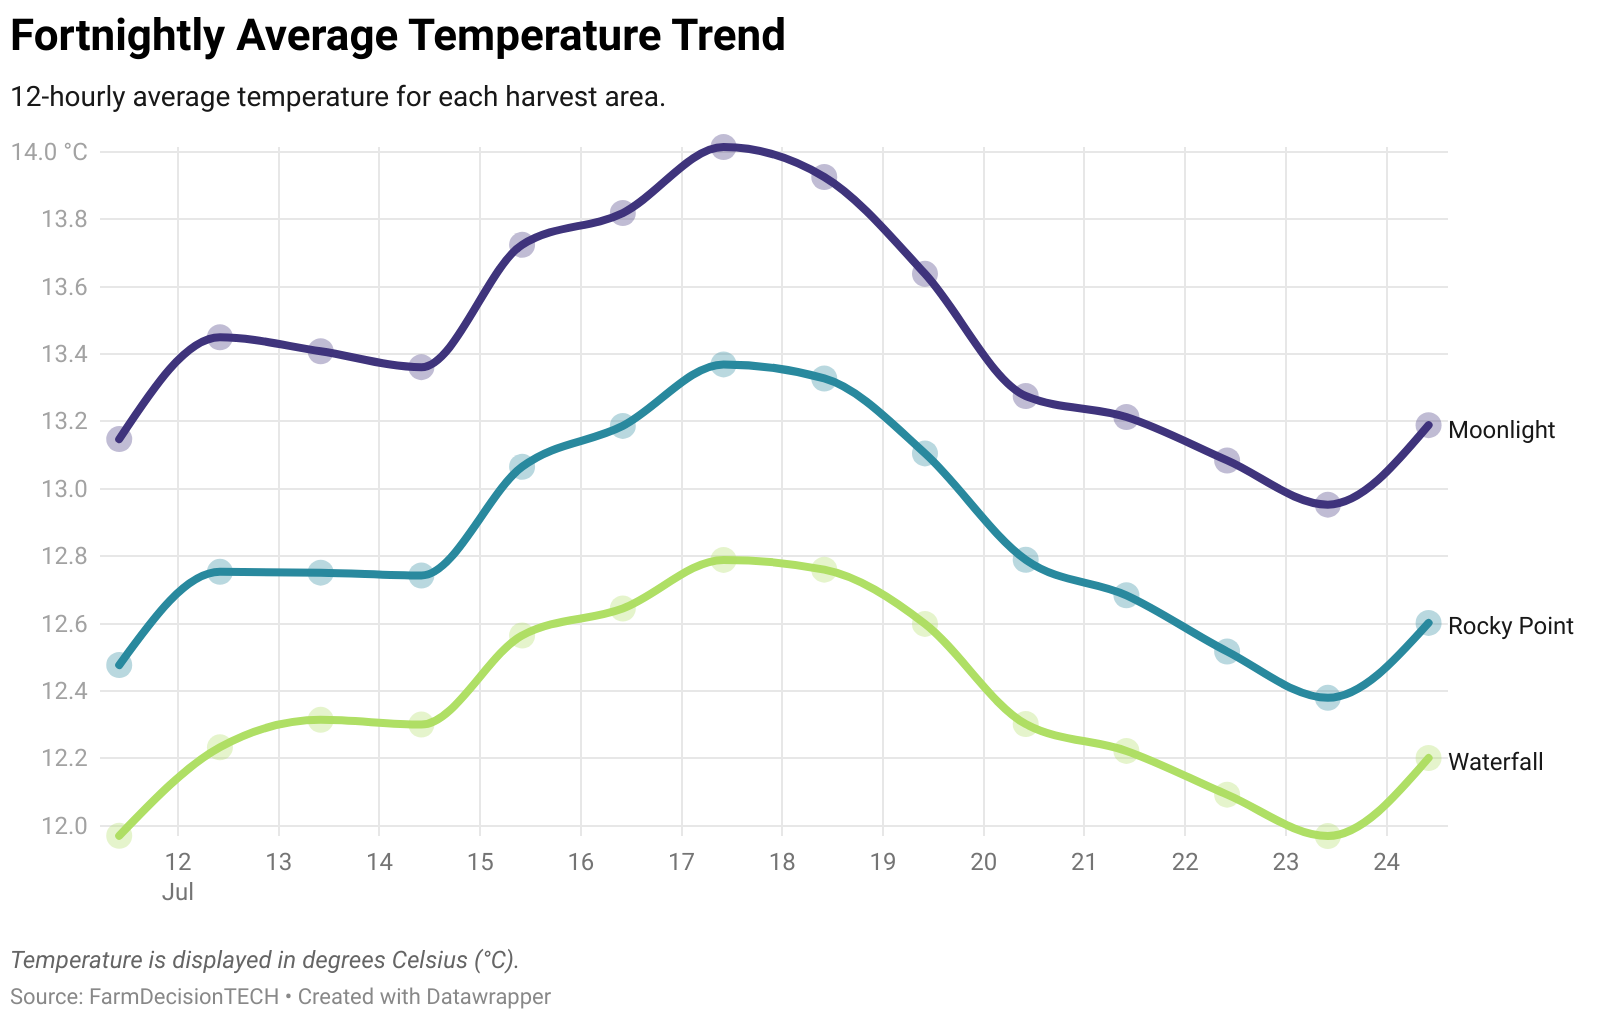 Fortnightly Average Temperature Trend
12-hourly average temperature for each harvest area.
14.0 °C
13.8
13.6
13.4
13.2
13.0
12.8
12.6
12.4
12.2
12.0
Moonlight
Rocky Point
Waterfall
12 13 14 15 16 17 18 19 20 21 22 23 24
Jul
Temperature is displayed in degrees Celsius (°C).
Source: FarmDecisionTECH • Created with Datawrapper